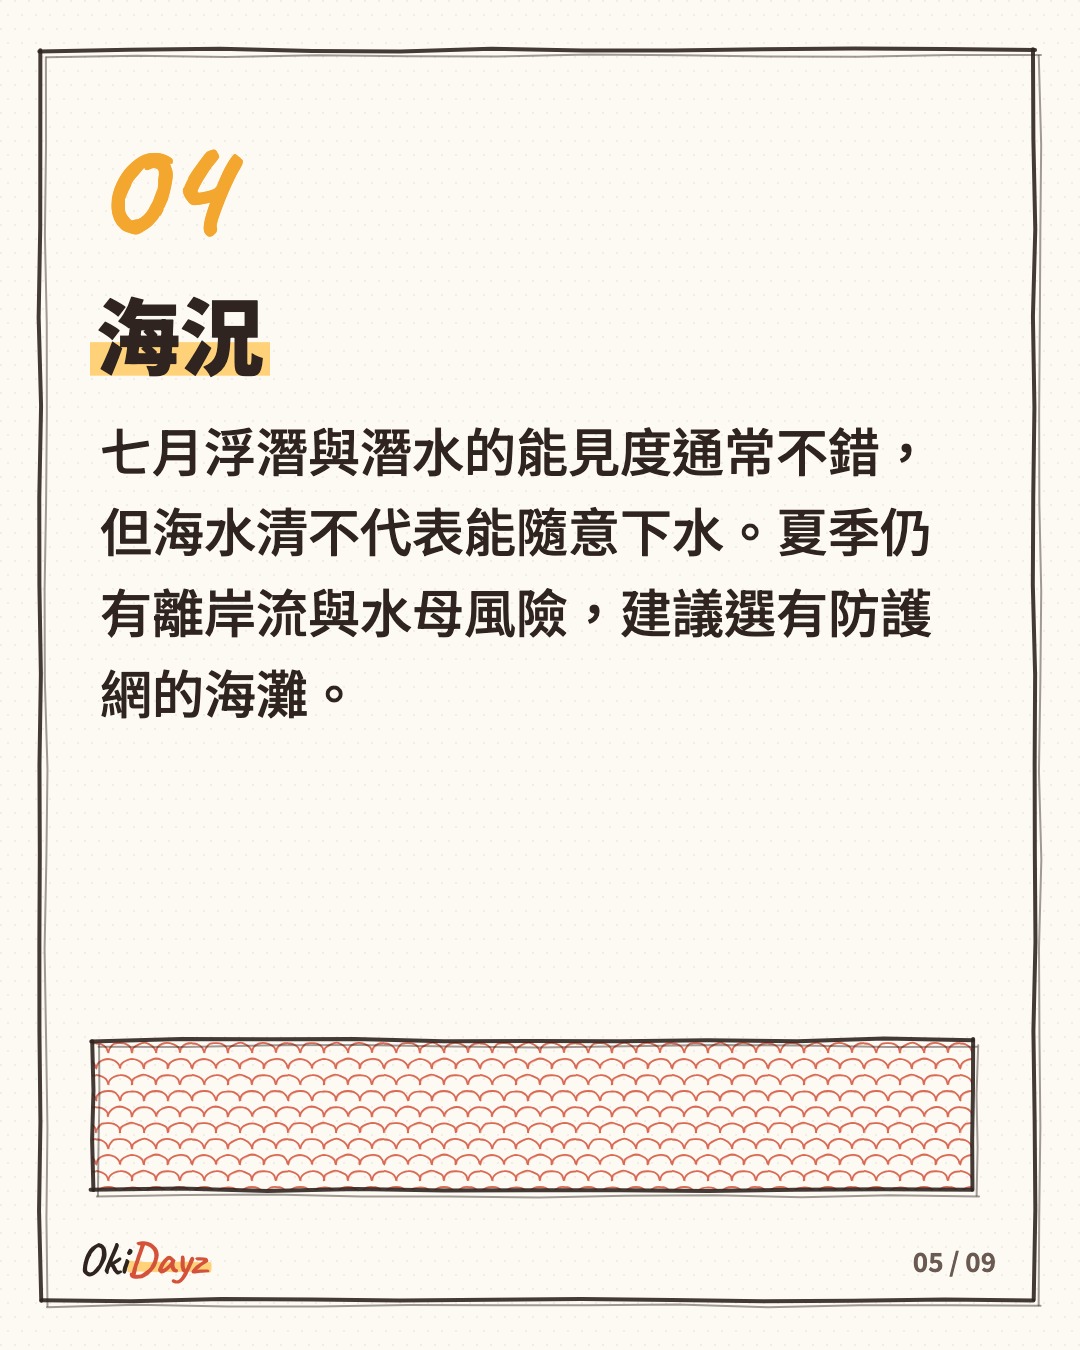 04
海況
七月浮潛與潛水的能見度通常不錯，
但海水清不代表能隨意下水。夏季仍
有離岸流與水母風險，建議選有防護
網的海灘。
OkiDayz
05 / 09